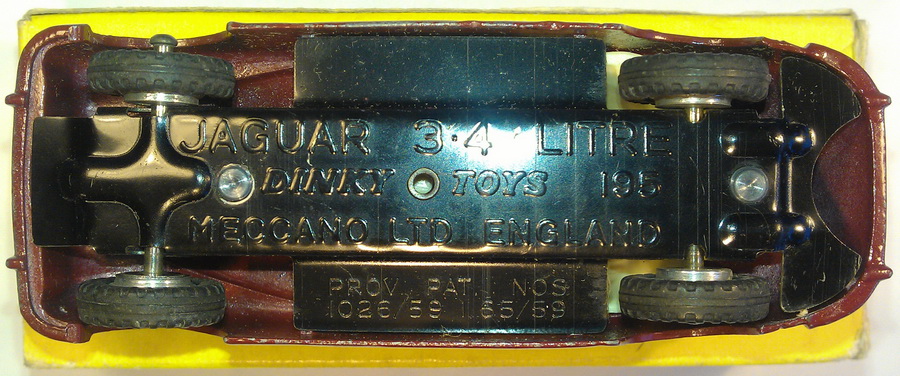 JAGUAR 3·4 LITRE
DINKY TOYS 195
MECCANO LTD ENGLAND
PROV. PAT. NOS
1026/59 1165/59